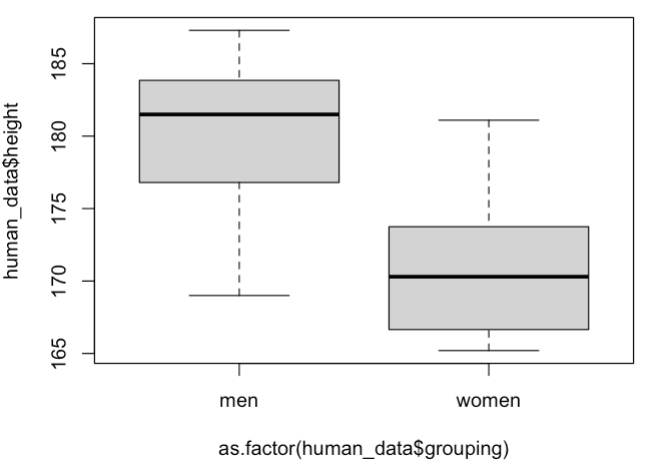 human_data$height
185
180
175
170
165
men women
as.factor(human_data$grouping)